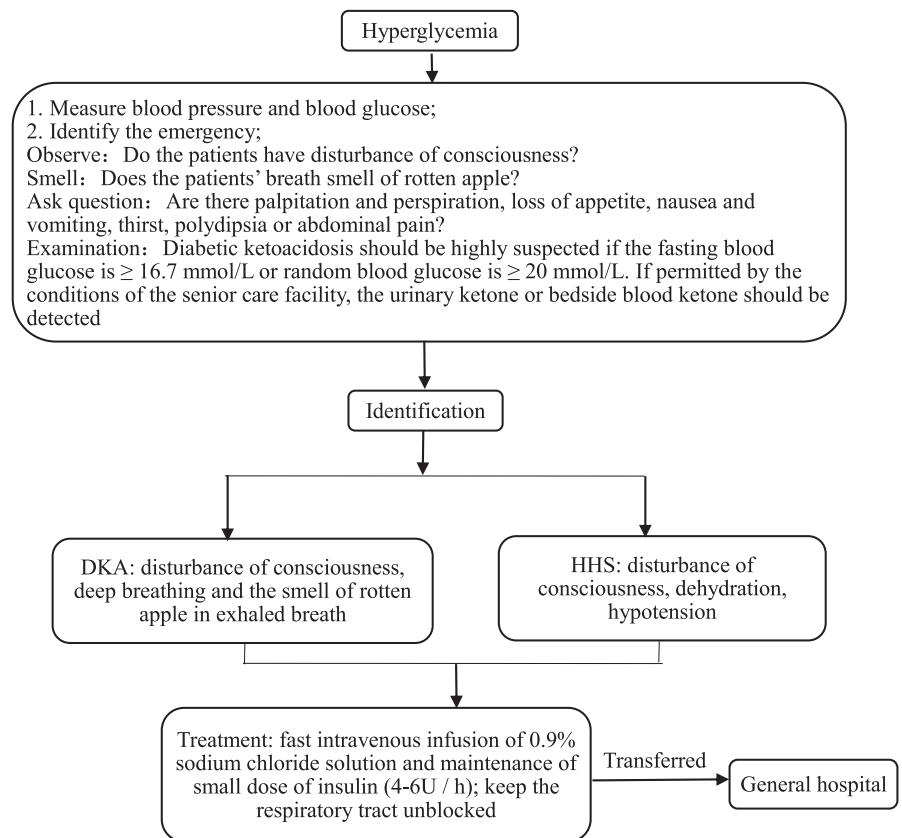 Hyperglycemia
1. Measure blood pressure and blood glucose;
2. Identify the emergency;
Observe：Do the patients have disturbance of consciousness?
Smell：Does the patients’ breath smell of rotten apple?
Ask question：Are there palpitation and perspiration, loss of appetite, nausea and
vomiting, thirst, polydipsia or abdominal pain?
Examination：Diabetic ketoacidosis should be highly suspected if the fasting blood
glucose is ≥ 16.7 mmol/L or random blood glucose is ≥ 20 mmol/L. If permitted by the
conditions of the senior care facility, the urinary ketone or bedside blood ketone should be
detected
Identification
DKA: disturbance of consciousness,
deep breathing and the smell of rotten
apple in exhaled breath
HHS: disturbance of
consciousness, dehydration,
hypotension
Treatment: fast intravenous infusion of 0.9%
sodium chloride solution and maintenance of
small dose of insulin (4-6U / h); keep the
respiratory tract unblocked
Transferred
General hospital